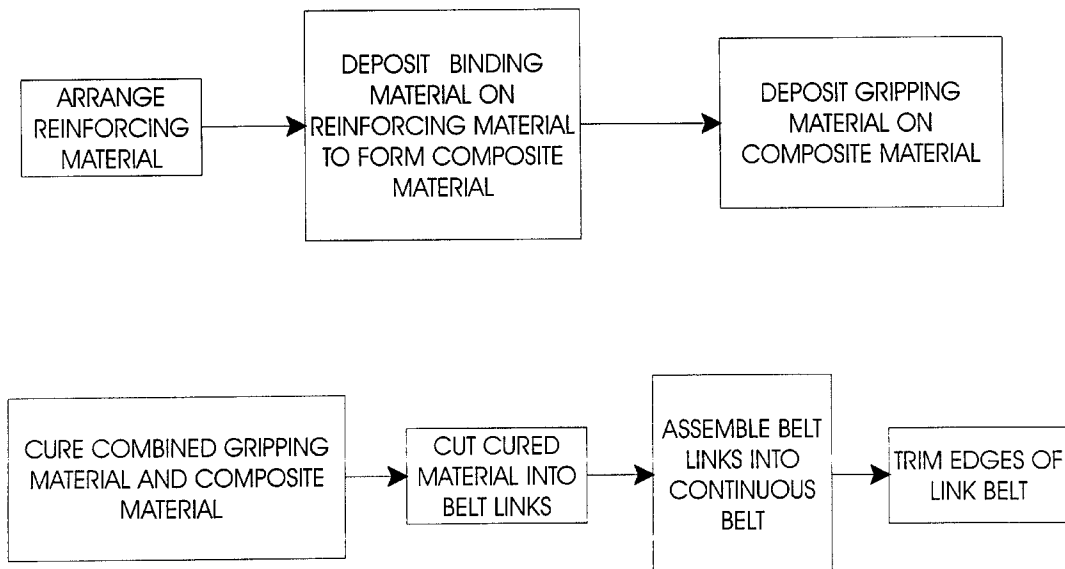 ARRANGE
REINFORCING
MATERIAL
DEPOSIT BINDING
MATERIAL ON
REINFORCING MATERIAL
TO FORM COMPOSITE
MATERIAL
DEPOSIT GRIPPING
MATERIAL ON
COMPOSITE MATERIAL
CURE COMBINED GRIPPING
MATERIAL AND COMPOSITE
MATERIAL
CUT CURED
MATERIAL INTO
BELT LINKS
ASSEMBLE BELT
LINKS INTO
CONTINUOUS
BELT
TRIM EDGES OF
LINK BELT